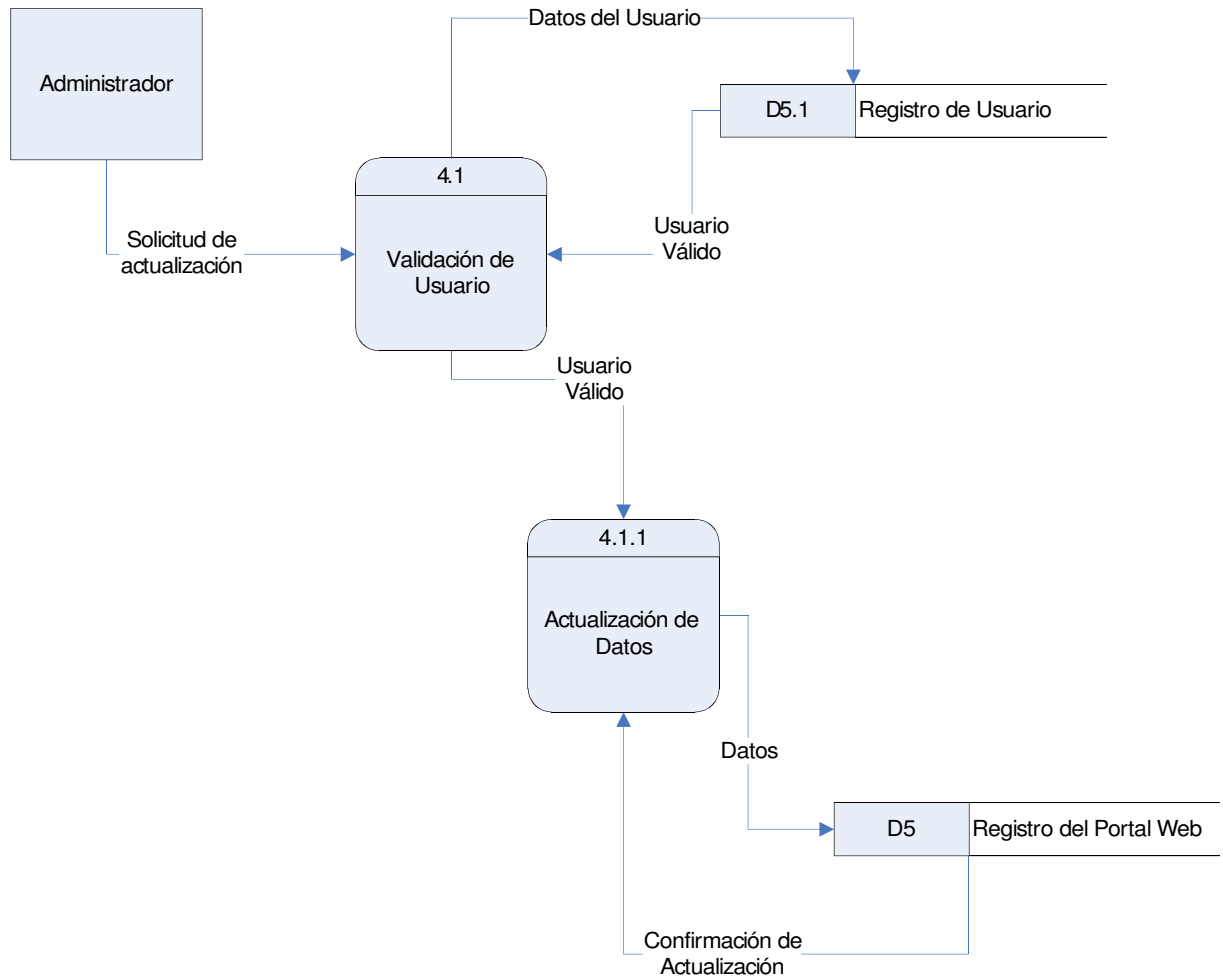 Datos del Usuario
Administrador
D5.1
Registro de Usuario
4.1
Validación de
Usuario
Solicitud de
actualización
Usuario
Válido
Usuario
Válido
4.1.1
Actualización de
Datos
Datos
D5
Registro del Portal Web
Confirmación de
Actualización